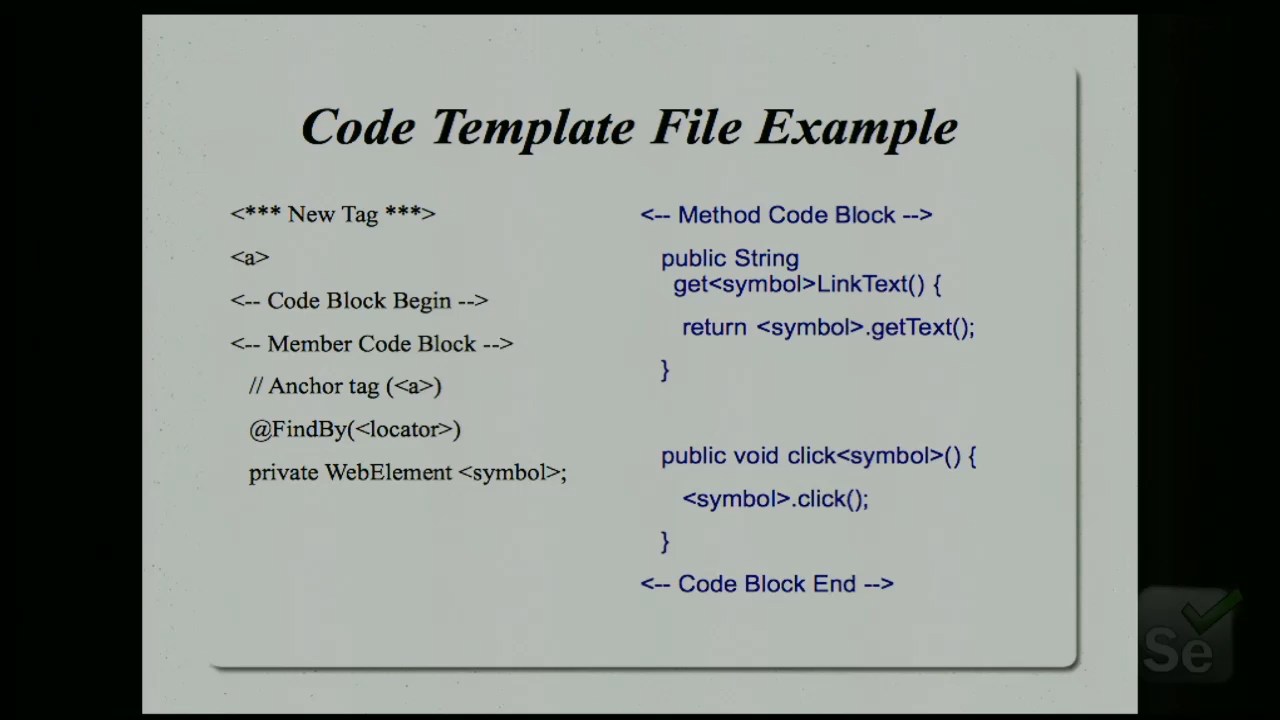 Code Template File Example
<*** New Tag ***>
<a>
<-- Code Block Begin -->
<-- Member Code Block -->
// Anchor tag (<a>)
@FindBy(<locator>)
private WebElement <symbol>;
<-- Method Code Block -->
public String
get<symbol>LinkText() {
return <symbol>.getText();
}
public void click<symbol>() {
<symbol>.click();
}
<-- Code Block End -->
Se